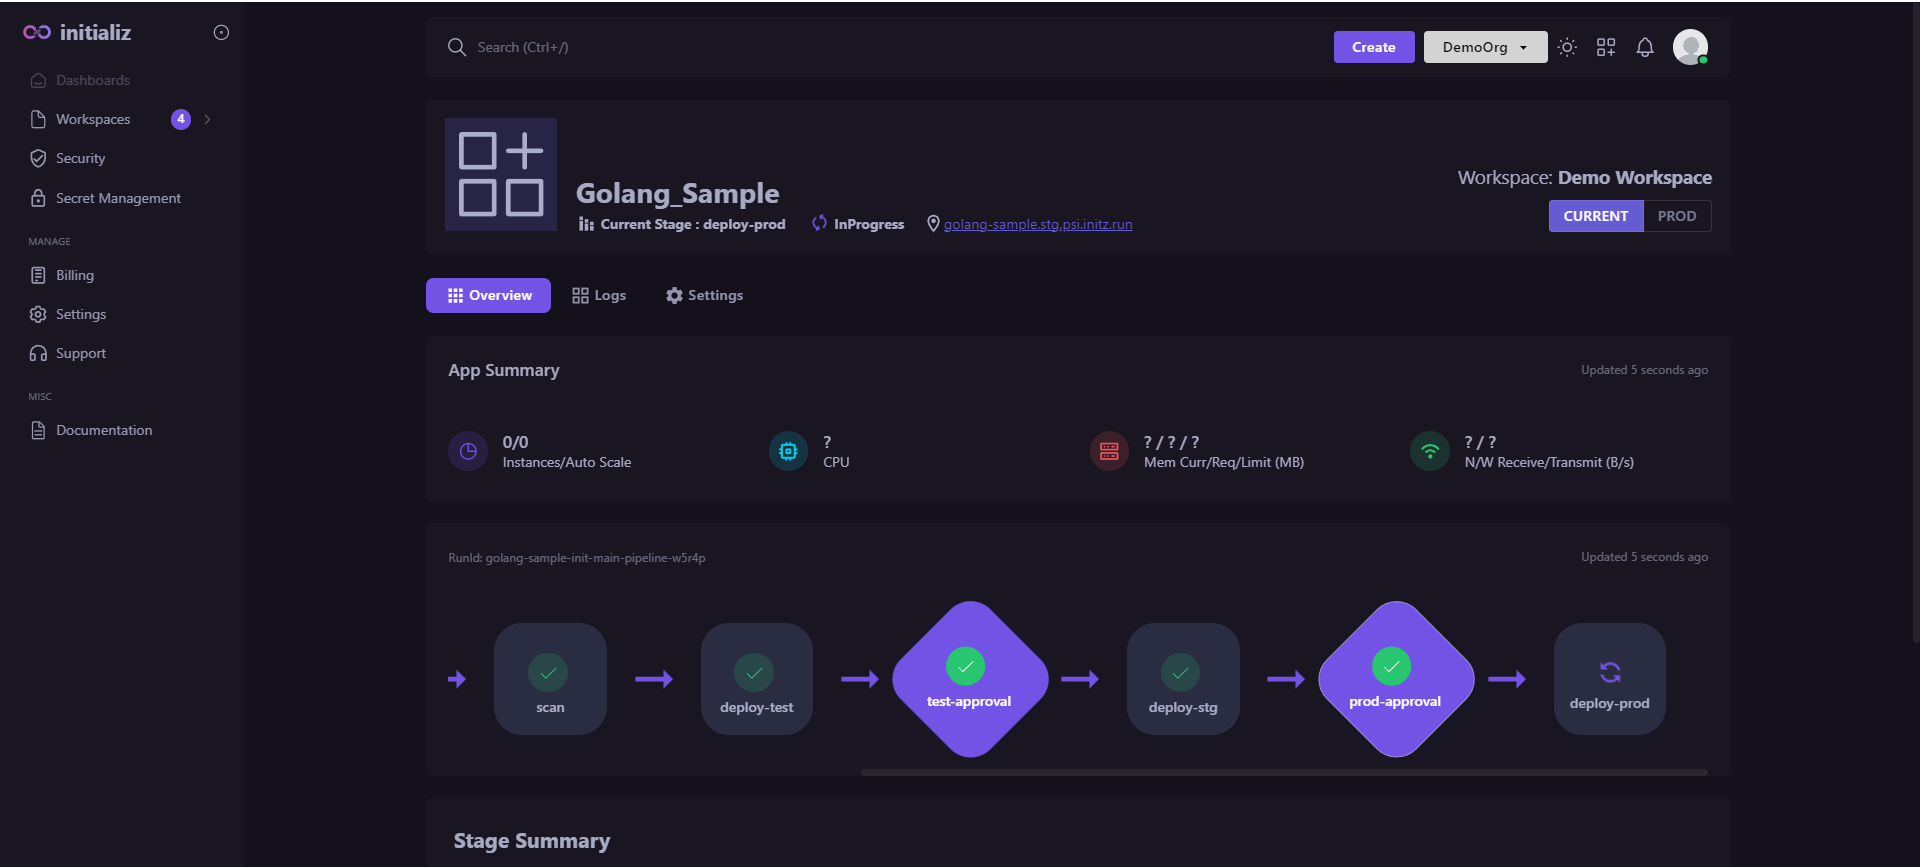 initializ
Dashboards
Workspaces 4
Security
Secret Management
MANAGE
Billing
Settings
Support
MISC
Documentation
Search (Ctrl+/)
Create
DemoOrg
Golang_Sample
Current Stage : deploy-prod
InProgress
golang-sample.stg.psi.initz.run
Workspace: Demo Workspace
CURRENT
PROD
Overview
Logs
Settings
App Summary
Updated 5 seconds ago
0/0
Instances/Auto Scale
?
CPU
? / ? / ?
Mem Curr/Req/Limit (MB)
? / ?
N/W Receive/Transmit (B/s)
RunId: golang-sample-init-main-pipeline-w5r4p
Updated 5 seconds ago
scan
deploy-test
test-approval
deploy-stg
prod-approval
deploy-prod
Stage Summary